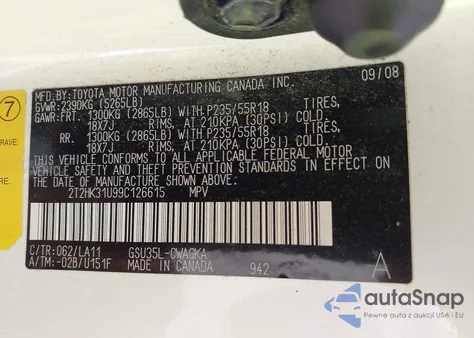 7
RAKE
MFD. BY: TOYOTA MOTOR MANUFACTURING CANADA INC. 09/08
GVWR: 2390KG (5265LB)
GAWR: FRT. 1300KG (2865LB) WITH P235/55R18 TIRES,
18X7J RIMS, AT 210KPA (30PSI) COLD.
RR. 1300KG (2865LB) WITH P235/55R18 TIRES,
18X7J RIMS, AT 210KPA (30PSI) COLD.
THIS VEHICLE CONFORMS TO ALL APPLICABLE FEDERAL MOTOR
VEHICLE SAFETY AND THEFT PREVENTION STANDARDS IN EFFECT ON
THE DATE OF MANUFACTURE SHOWN ABOVE.
2T2HK31U99C126615 MPV
C/TR: 062/LA11 GSU35L-CWAGKA
A/TM: -02B/U151F MADE IN CANADA 942 A
autoSnap
Pewne auta z aukcji USA i EU